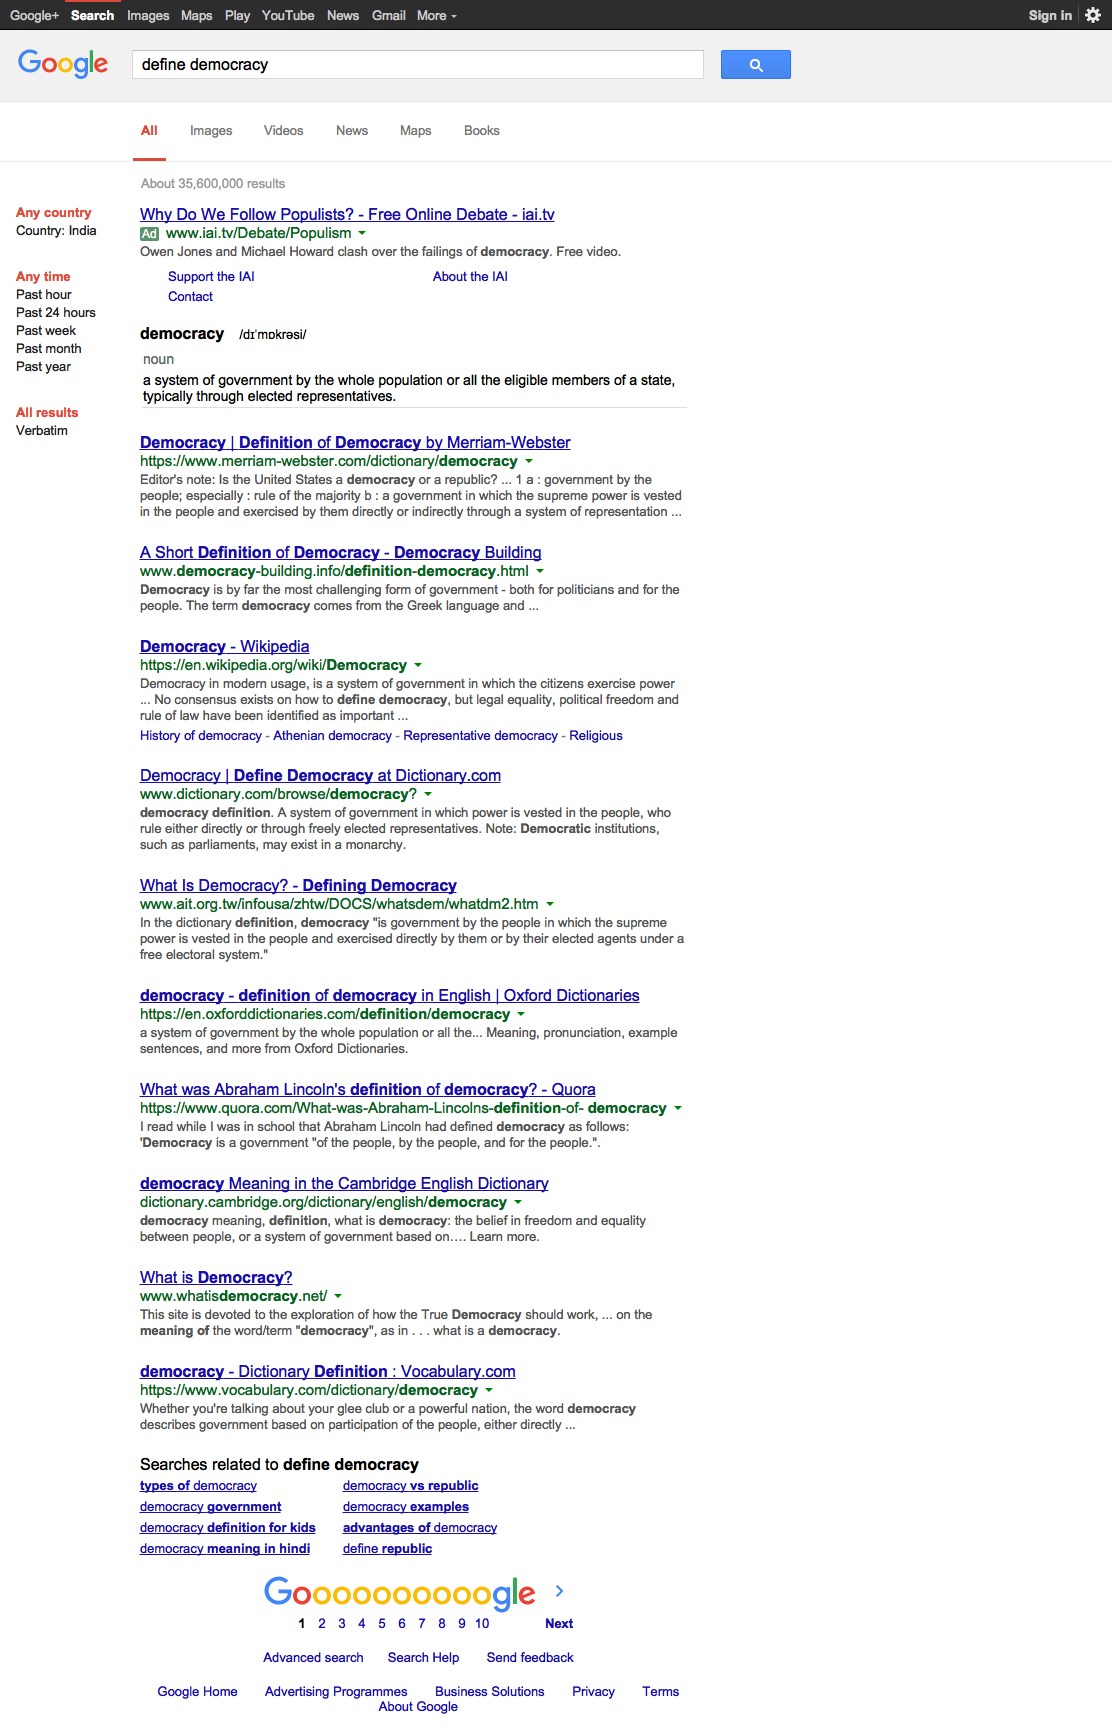 Google+ Search Images Maps Play YouTube News Gmail More Sign in
Google define democracy
All Images Videos News Maps Books
About 35,600,000 results
Any country
Country: India
Any time
Past hour
Past 24 hours
Past week
Past month
Past year
All results
Verbatim
Why Do We Follow Populists? - Free Online Debate - iai.tv
Ad www.iai.tv/Debate/Populism
Owen Jones and Michael Howard clash over the failings of democracy. Free video.
Support the IAI About the IAI
Contact
democracy /dɪˈmɒkrəsi/
noun
a system of government by the whole population or all the eligible members of a state,
typically through elected representatives.
Democracy | Definition of Democracy by Merriam-Webster
https://www.merriam-webster.com/dictionary/democracy
Editor's note: Is the United States a democracy or a republic? ... 1 a : government by the
people; especially : rule of the majority b : a government in which the supreme power is vested
in the people and exercised by them directly or indirectly through a system of representation ...
A Short Definition of Democracy - Democracy Building
www.democracy-building.info/definition-democracy.html
Democracy is by far the most challenging form of government - both for politicians and for the
people. The term democracy comes from the Greek language and ...
Democracy - Wikipedia
https://en.wikipedia.org/wiki/Democracy
Democracy in modern usage, is a system of government in which the citizens exercise power
... No consensus exists on how to define democracy, but legal equality, political freedom and
rule of law have been identified as important ...
History of democracy - Athenian democracy - Representative democracy - Religious
Democracy | Define Democracy at Dictionary.com
www.dictionary.com/browse/democracy?
democracy definition. A system of government in which power is vested in the people, who
rule either directly or through freely elected representatives. Note: Democratic institutions,
such as parliaments, may exist in a monarchy.
What Is Democracy? - Defining Democracy
www.ait.org.tw/infousa/zhtw/DOCS/whatsdem/whatdm2.htm
In the dictionary definition, democracy "is government by the people in which the supreme
power is vested in the people and exercised directly by them or by their elected agents under a
free electoral system."
democracy - definition of democracy in English | Oxford Dictionaries
https://en.oxforddictionaries.com/definition/democracy
a system of government by the whole population or all the... Meaning, pronunciation, example
sentences, and more from Oxford Dictionaries.
What was Abraham Lincoln's definition of democracy? - Quora
https://www.quora.com/What-was-Abraham-Lincolns-definition-of- democracy
I read while I was in school that Abraham Lincoln had defined democracy as follows:
'Democracy is a government "of the people, by the people, and for the people.".
democracy Meaning in the Cambridge English Dictionary
dictionary.cambridge.org/dictionary/english/democracy
democracy meaning, definition, what is democracy: the belief in freedom and equality
between people, or a system of government based on.... Learn more.
What is Democracy?
www.whatisdemocracy.net/
This site is devoted to the exploration of how the True Democracy should work, ... on the
meaning of the word/term "democracy", as in . . . what is a democracy.
democracy - Dictionary Definition : Vocabulary.com
https://www.vocabulary.com/dictionary/democracy
Whether you're talking about your glee club or a powerful nation, the word democracy
describes government based on participation of the people, either directly ...
Searches related to define democracy
types of democracy democracy vs republic
democracy government democracy examples
democracy definition for kids advantages of democracy
democracy meaning in hindi define republic
Goooooooooogle
1 2 3 4 5 6 7 8 9 10 Next
Advanced search Search Help Send feedback
Google Home Advertising Programmes Business Solutions Privacy Terms
About Google